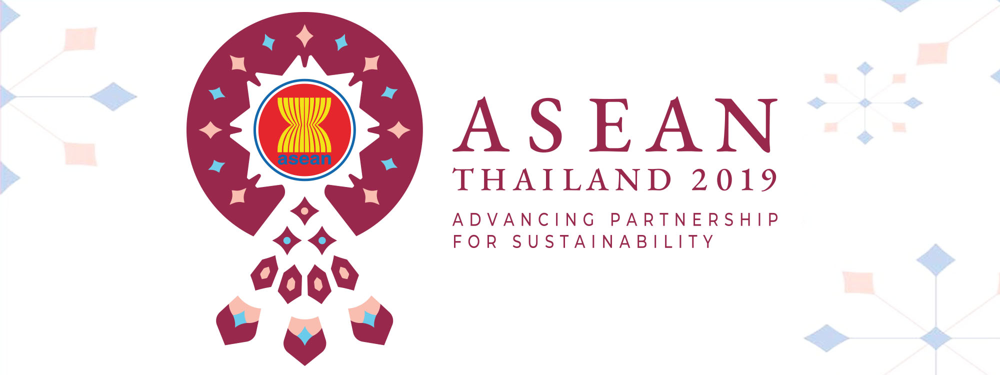 asean
ASEAN
THAILAND 2019
ADVANCING PARTNERSHIP
FOR SUSTAINABILITY